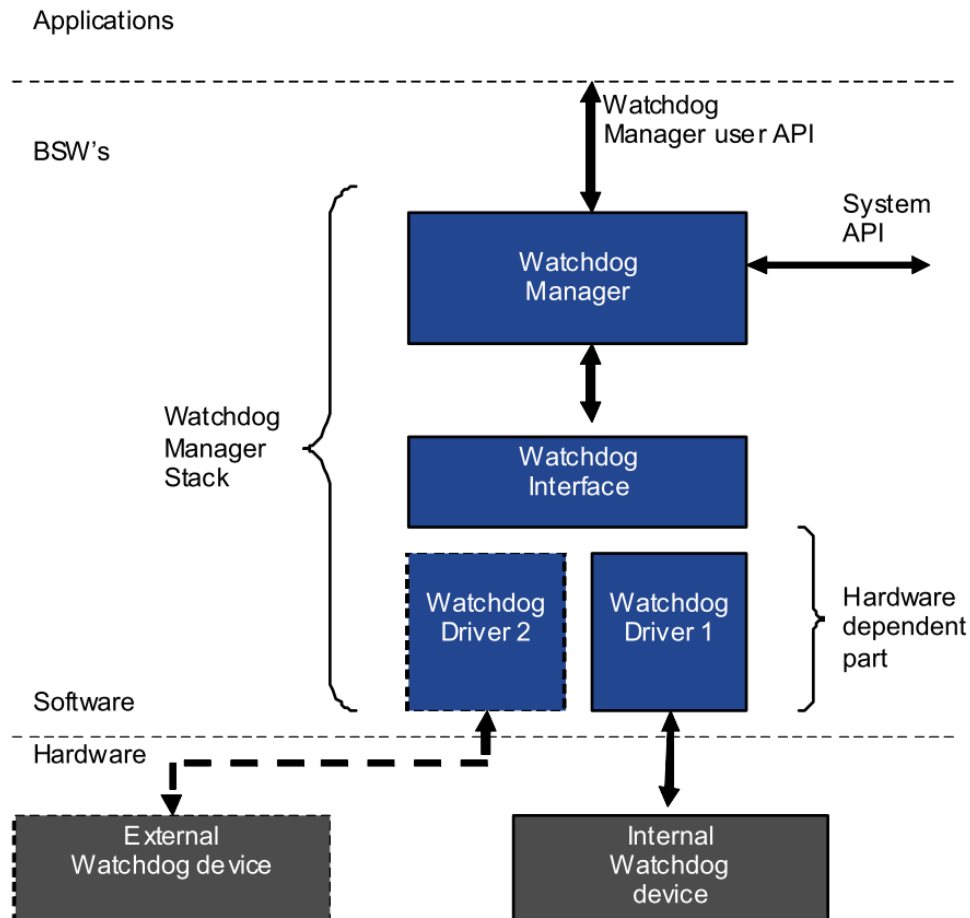 Applications
Watchdog
Manager user API
BSW's
System
API
Watchdog
Manager
Watchdog
Manager
Stack
Watchdog
Interface
Watchdog
Driver 2
Watchdog
Driver 1
Hardware
dependent
part
Software
Hardware
External
Watchdog device
Internal
Watchdog
device